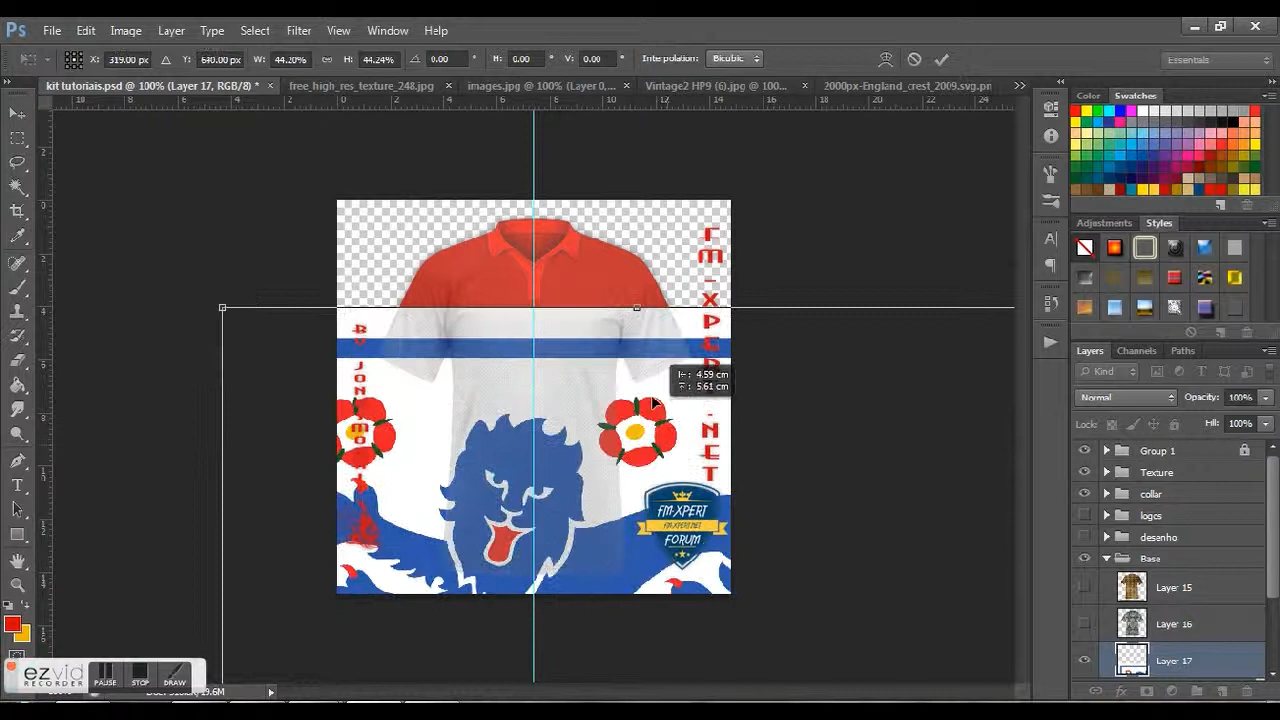 Ps File Edit Image Layer Type Select Filter View Window Help
X: 319.00 px Y: 640.00 px W: 44.20% H: 44.24% 0.00 ° H: 0.00 ° V: 0.00 ° Interpolation: Bicubic Essentials
kit tutoriais.psd @ 100% (Layer 17, RGB/8) * × free_high_res_texture_248.jpg × images.jpg @ 100% (Layer 0,... × Vintage2 HP9 (6).jpg @ 100... × 2000px-England_crest_2009.svg.pn
Color Swatches
Adjustments Styles
4.59 cm
5.61 cm
FM-XPERT
FM-XPERT.NET
FORUM
Layers Channels Paths
Kind
Normal Opacity: 100%
Lock: Fill: 100%
Group 1
Texture
collar
logos
desenho
Base
Layer 15
Layer 16
Layer 17
ezvid
RECORDER
PAUSE STOP DRAW